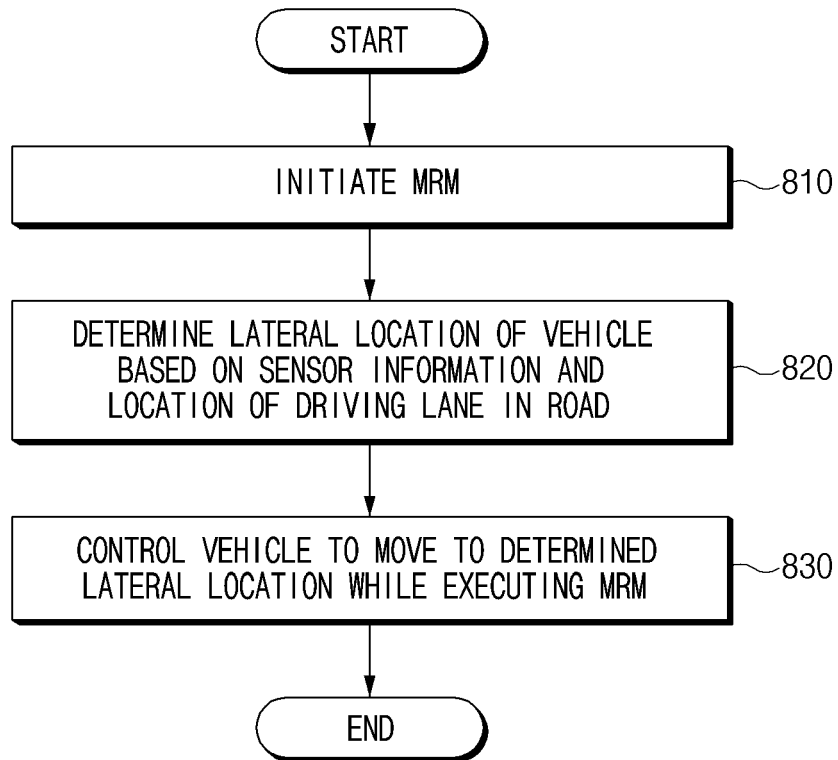 START
INITIATE MRM
810
DETERMINE LATERAL LOCATION OF VEHICLE
BASED ON SENSOR INFORMATION AND
LOCATION OF DRIVING LANE IN ROAD
820
CONTROL VEHICLE TO MOVE TO DETERMINED
LATERAL LOCATION WHILE EXECUTING MRM
830
END